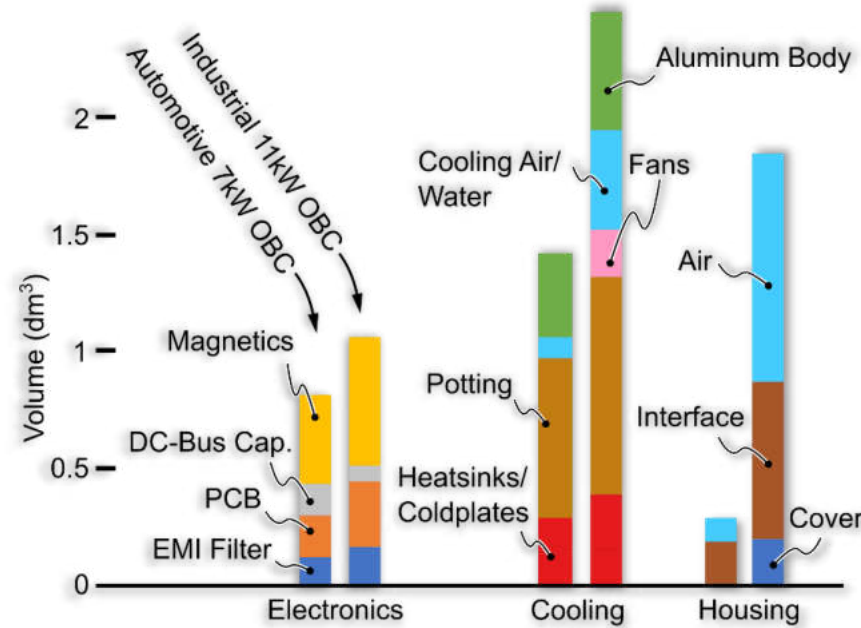 Volume (dm³)
2
1.5
1
0.5
0
Automotive 7kW OBC
Industrial 11kW OBC
Magnetics
DC-Bus Cap.
PCB
EMI Filter
Aluminum Body
Cooling Air/
Water
Fans
Potting
Heatsinks/
Coldplates
Air
Interface
Cover
Electronics
Cooling
Housing